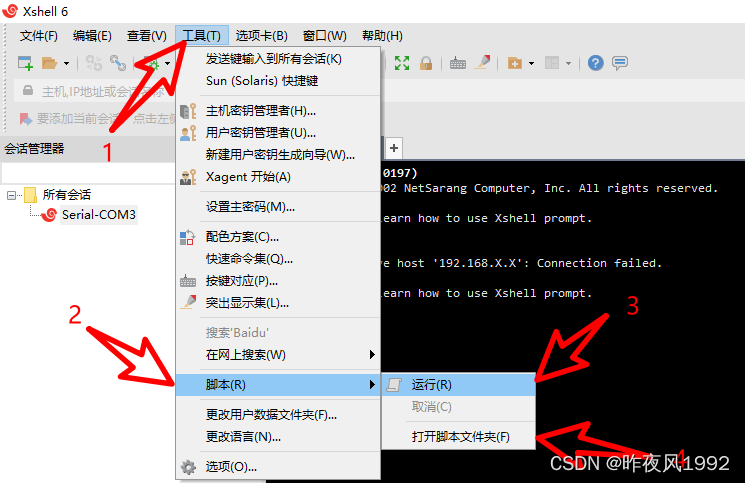 Xshell 6
文件(F) 编辑(E) 查看(V) 工具(T) 选项卡(B) 窗口(W) 帮助(H)
主机,IP地址或会话名称
要添加当前会话 点击左侧
1
会话管理器
所有会话
Serial-COM3
发送键输入到所有会话(K)
Sun (Solaris) 快捷键
主机密钥管理者(H)...
用户密钥管理者(U)...
新建用户密钥生成向导(W)...
Xagent 开始(A)
设置主密码(M)...
配色方案(C)...
快速命令集(Q)...
按键对应(P)...
突出显示集(L)...
搜索'Baidu'
在网上搜索(W)
脚本(R)
更改用户数据文件夹(F)...
更改语言(N)...
选项(O)...
2
+
0197)
002 NetSarang Computer, Inc. All rights reserved.
learn how to use Xshell prompt.
ve host '192.168.X.X': Connection failed.
learn how to use Xshell prompt.
3
运行(R)
取消(C)
打开脚本文件夹(F)
4
CSDN @昨夜风1992